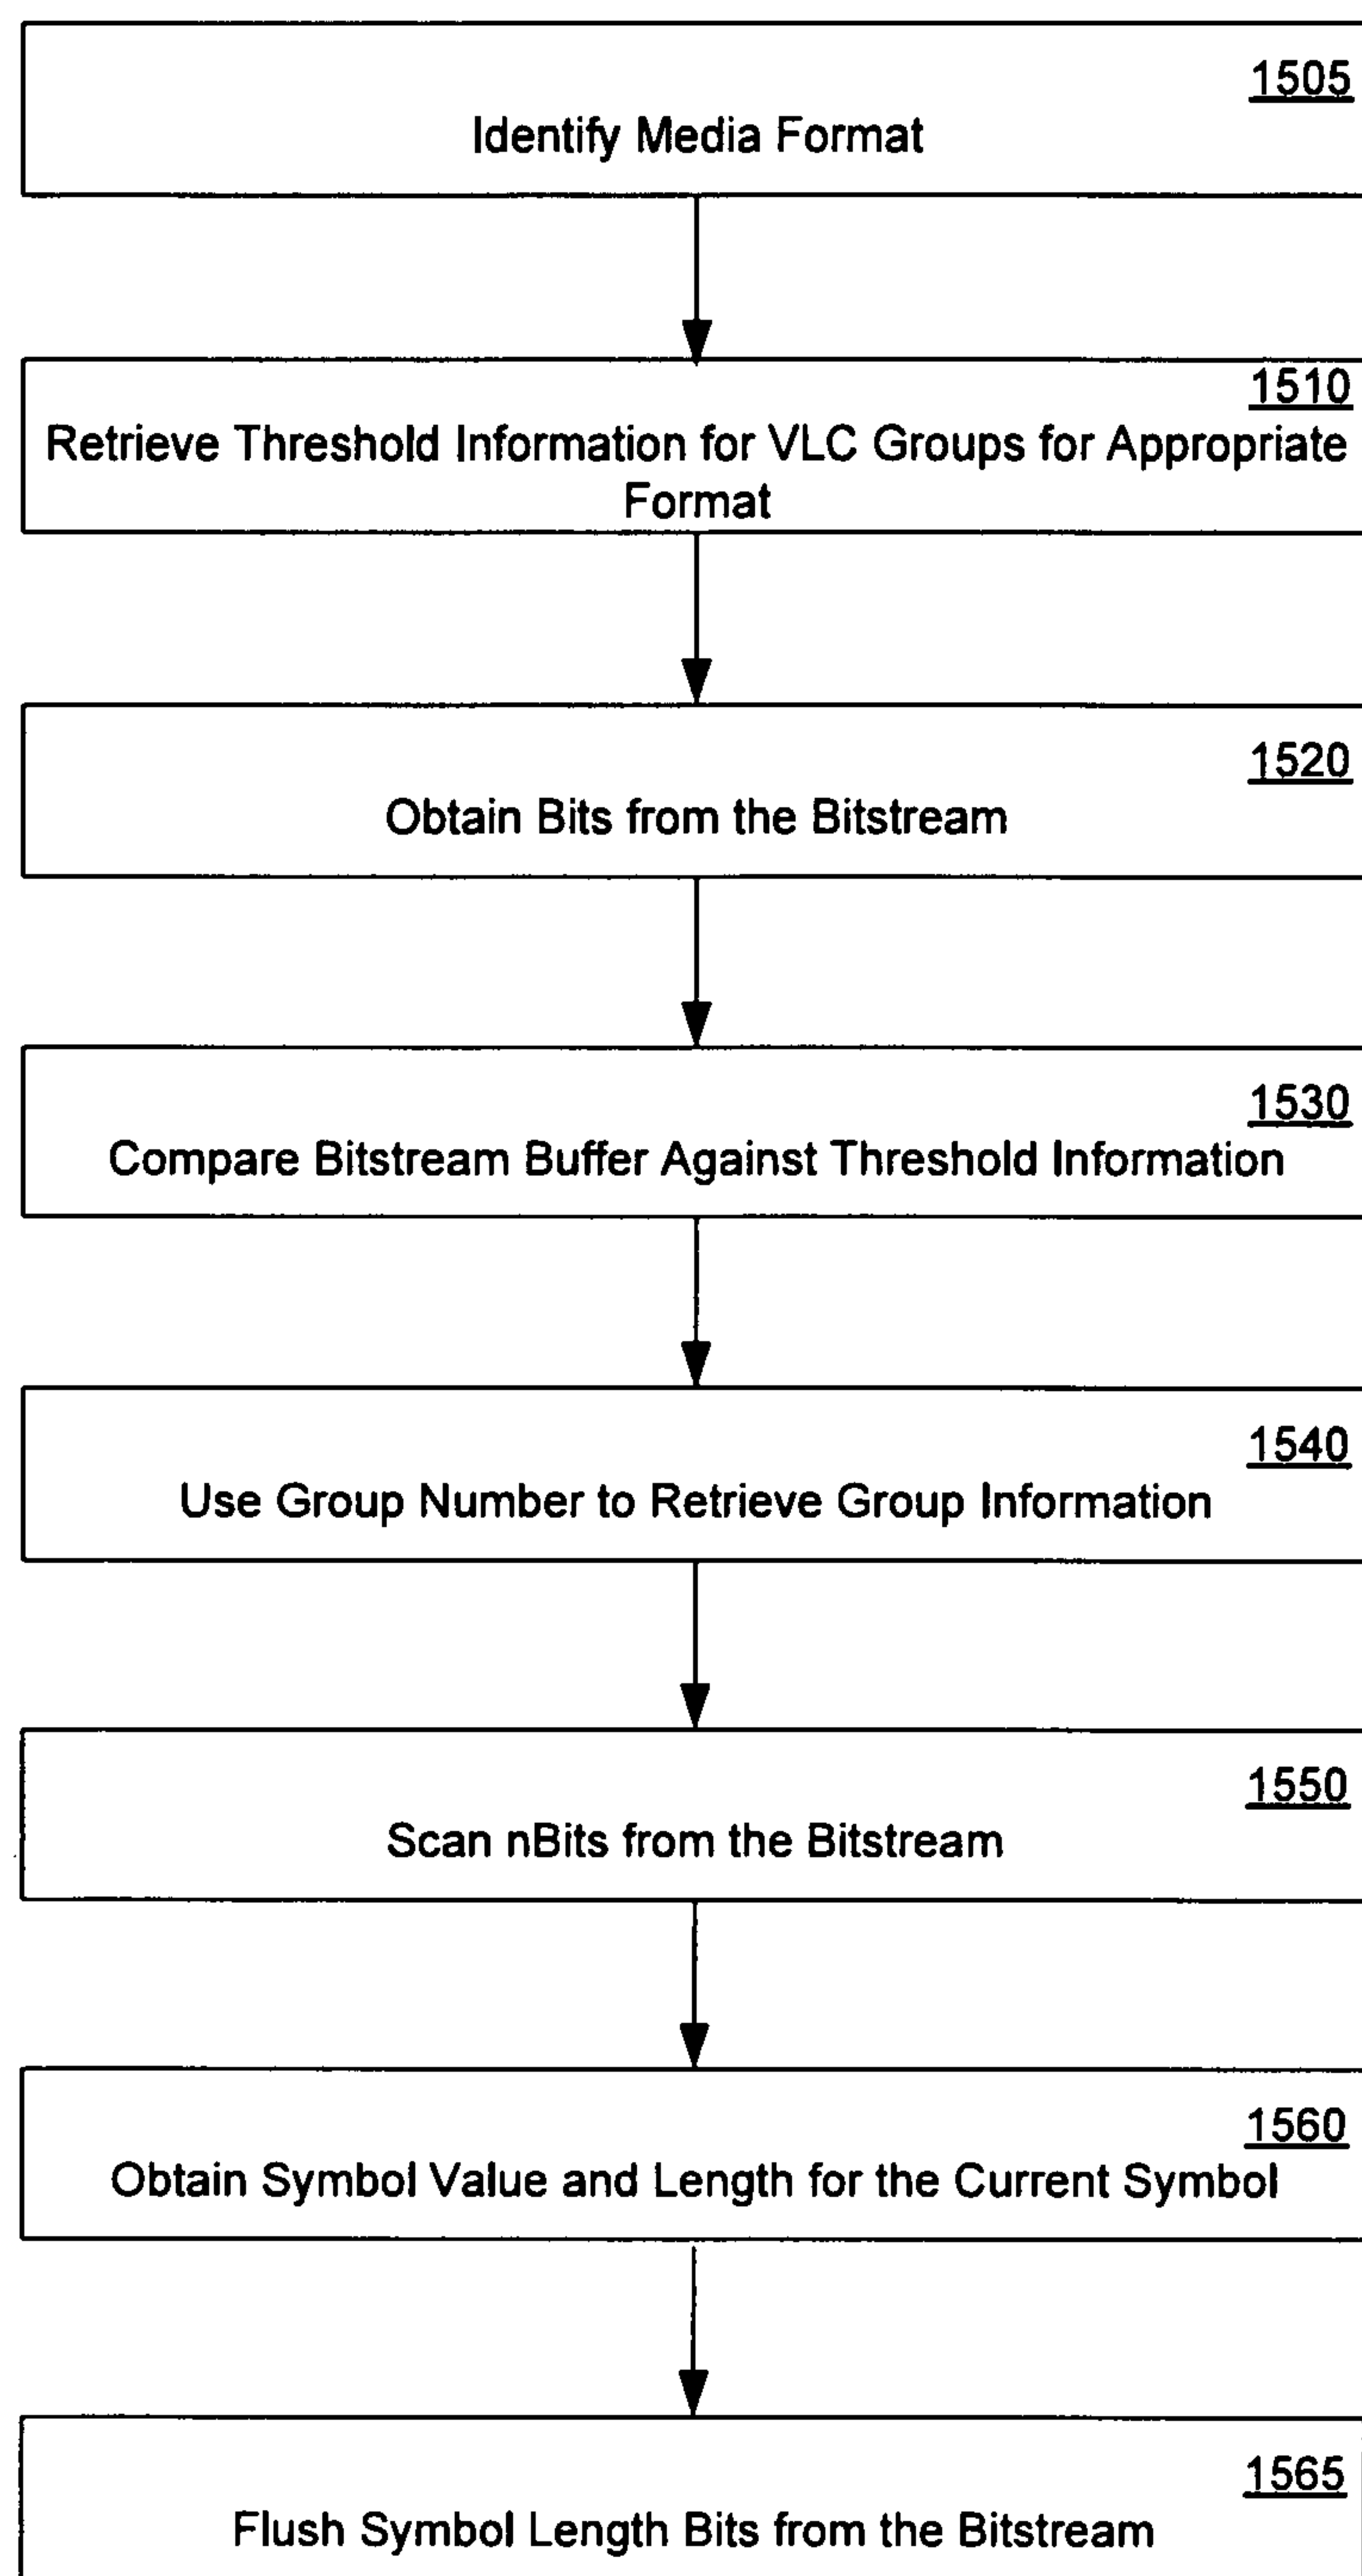 1505
Identify Media Format
1510
Retrieve Threshold Information for VLC Groups for Appropriate
Format
1520
Obtain Bits from the Bitstream
1530
Compare Bitstream Buffer Against Threshold Information
1540
Use Group Number to Retrieve Group Information
1550
Scan nBits from the Bitstream
1560
Obtain Symbol Value and Length for the Current Symbol
1565
Flush Symbol Length Bits from the Bitstream